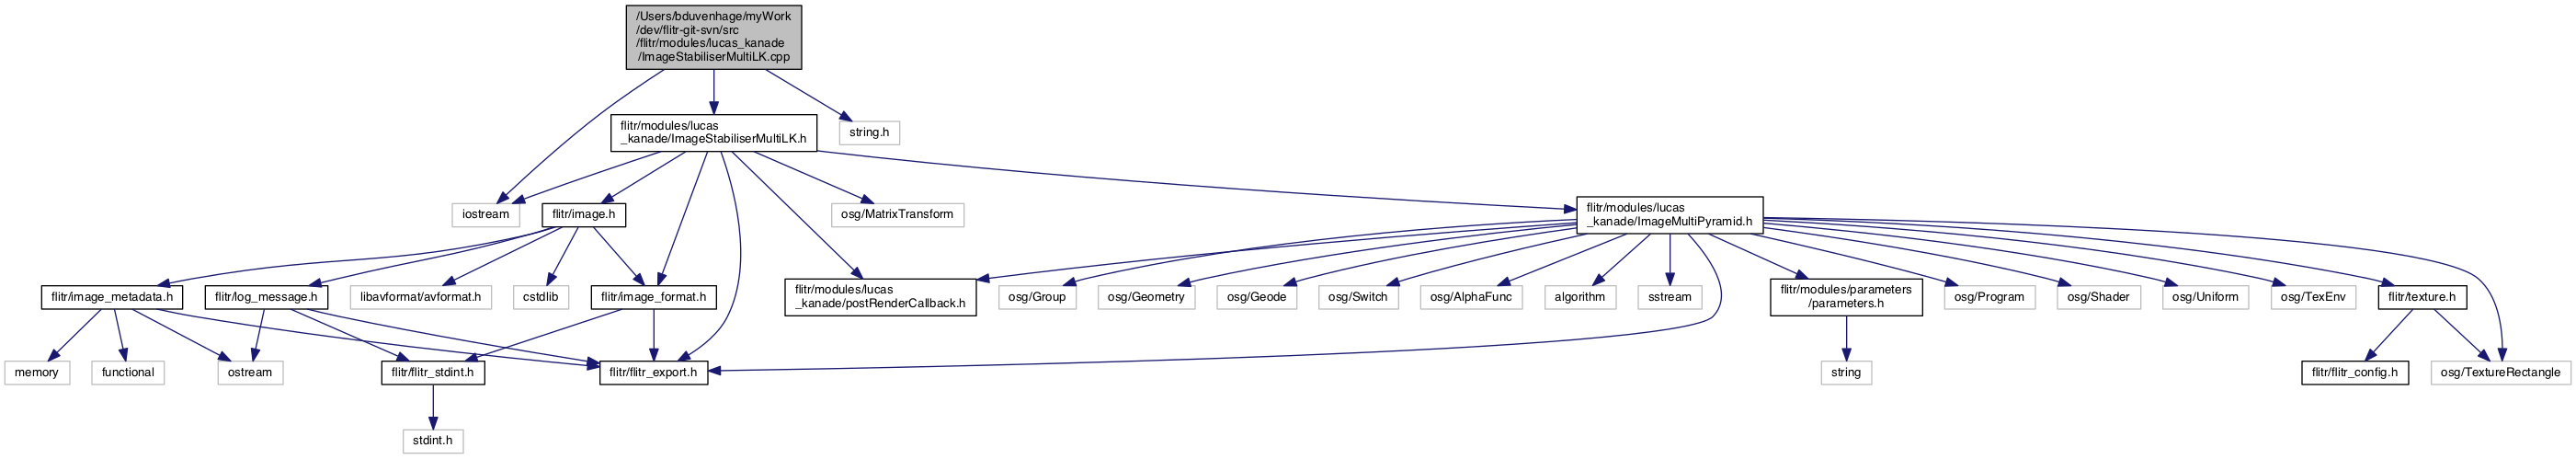 /Users/bduvenhage/myWork
/dev/flitr-git-svn/src
/flitr/modules/lucas_kanade
/ImageStabiliserMultiLK.cpp
flitr/modules/lucas
_kanade/ImageStabiliserMultiLK.h
string.h
iostream
flitr/image.h
osg/MatrixTransform
flitr/modules/lucas
_kanade/ImageMultiPyramid.h
flitr/image_metadata.h
flitr/log_message.h
libavformat/avformat.h
cstdlib
flitr/image_format.h
flitr/modules/lucas
_kanade/postRenderCallback.h
osg/Group
osg/Geometry
osg/Geode
osg/Switch
osg/AlphaFunc
algorithm
sstream
flitr/modules/parameters
/parameters.h
osg/Program
osg/Shader
osg/Uniform
osg/TexEnv
flitr/texture.h
memory
functional
ostream
flitr/flitr_stdint.h
flitr/flitr_export.h
string
flitr/flitr_config.h
osg/TextureRectangle
stdint.h